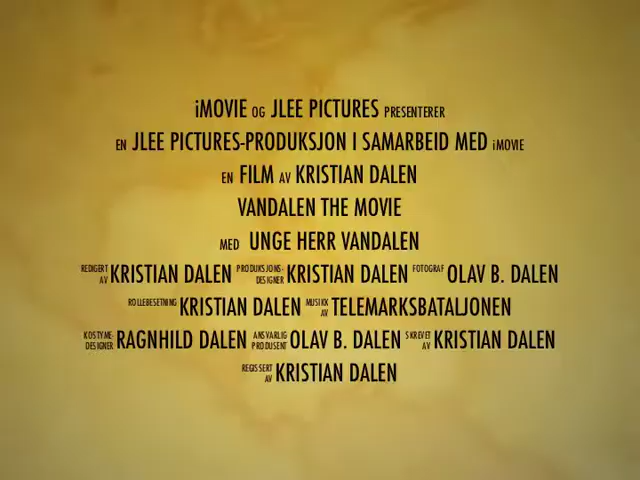 iMOVIE OG JLEE PICTURES PRESENTERER
EN JLEE PICTURES-PRODUKSJON I SAMARBEID MED iMOVIE
EN FILM AV KRISTIAN DALEN
VANDALEN THE MOVIE
MED UNGE HERR VANDALEN
REDIGERT AV KRISTIAN DALEN PRODUKSJONS-DESIGNER KRISTIAN DALEN FOTOGRAF OLAV B. DALEN
ROLLEBESETNING KRISTIAN DALEN MUSIKK AV TELEMARKSBATALJONEN
KOSTYME-DESIGNER RAGNHILD DALEN ANSVARLIG PRODUSENT OLAV B. DALEN SKREVET AV KRISTIAN DALEN
REGISSERT AV KRISTIAN DALEN